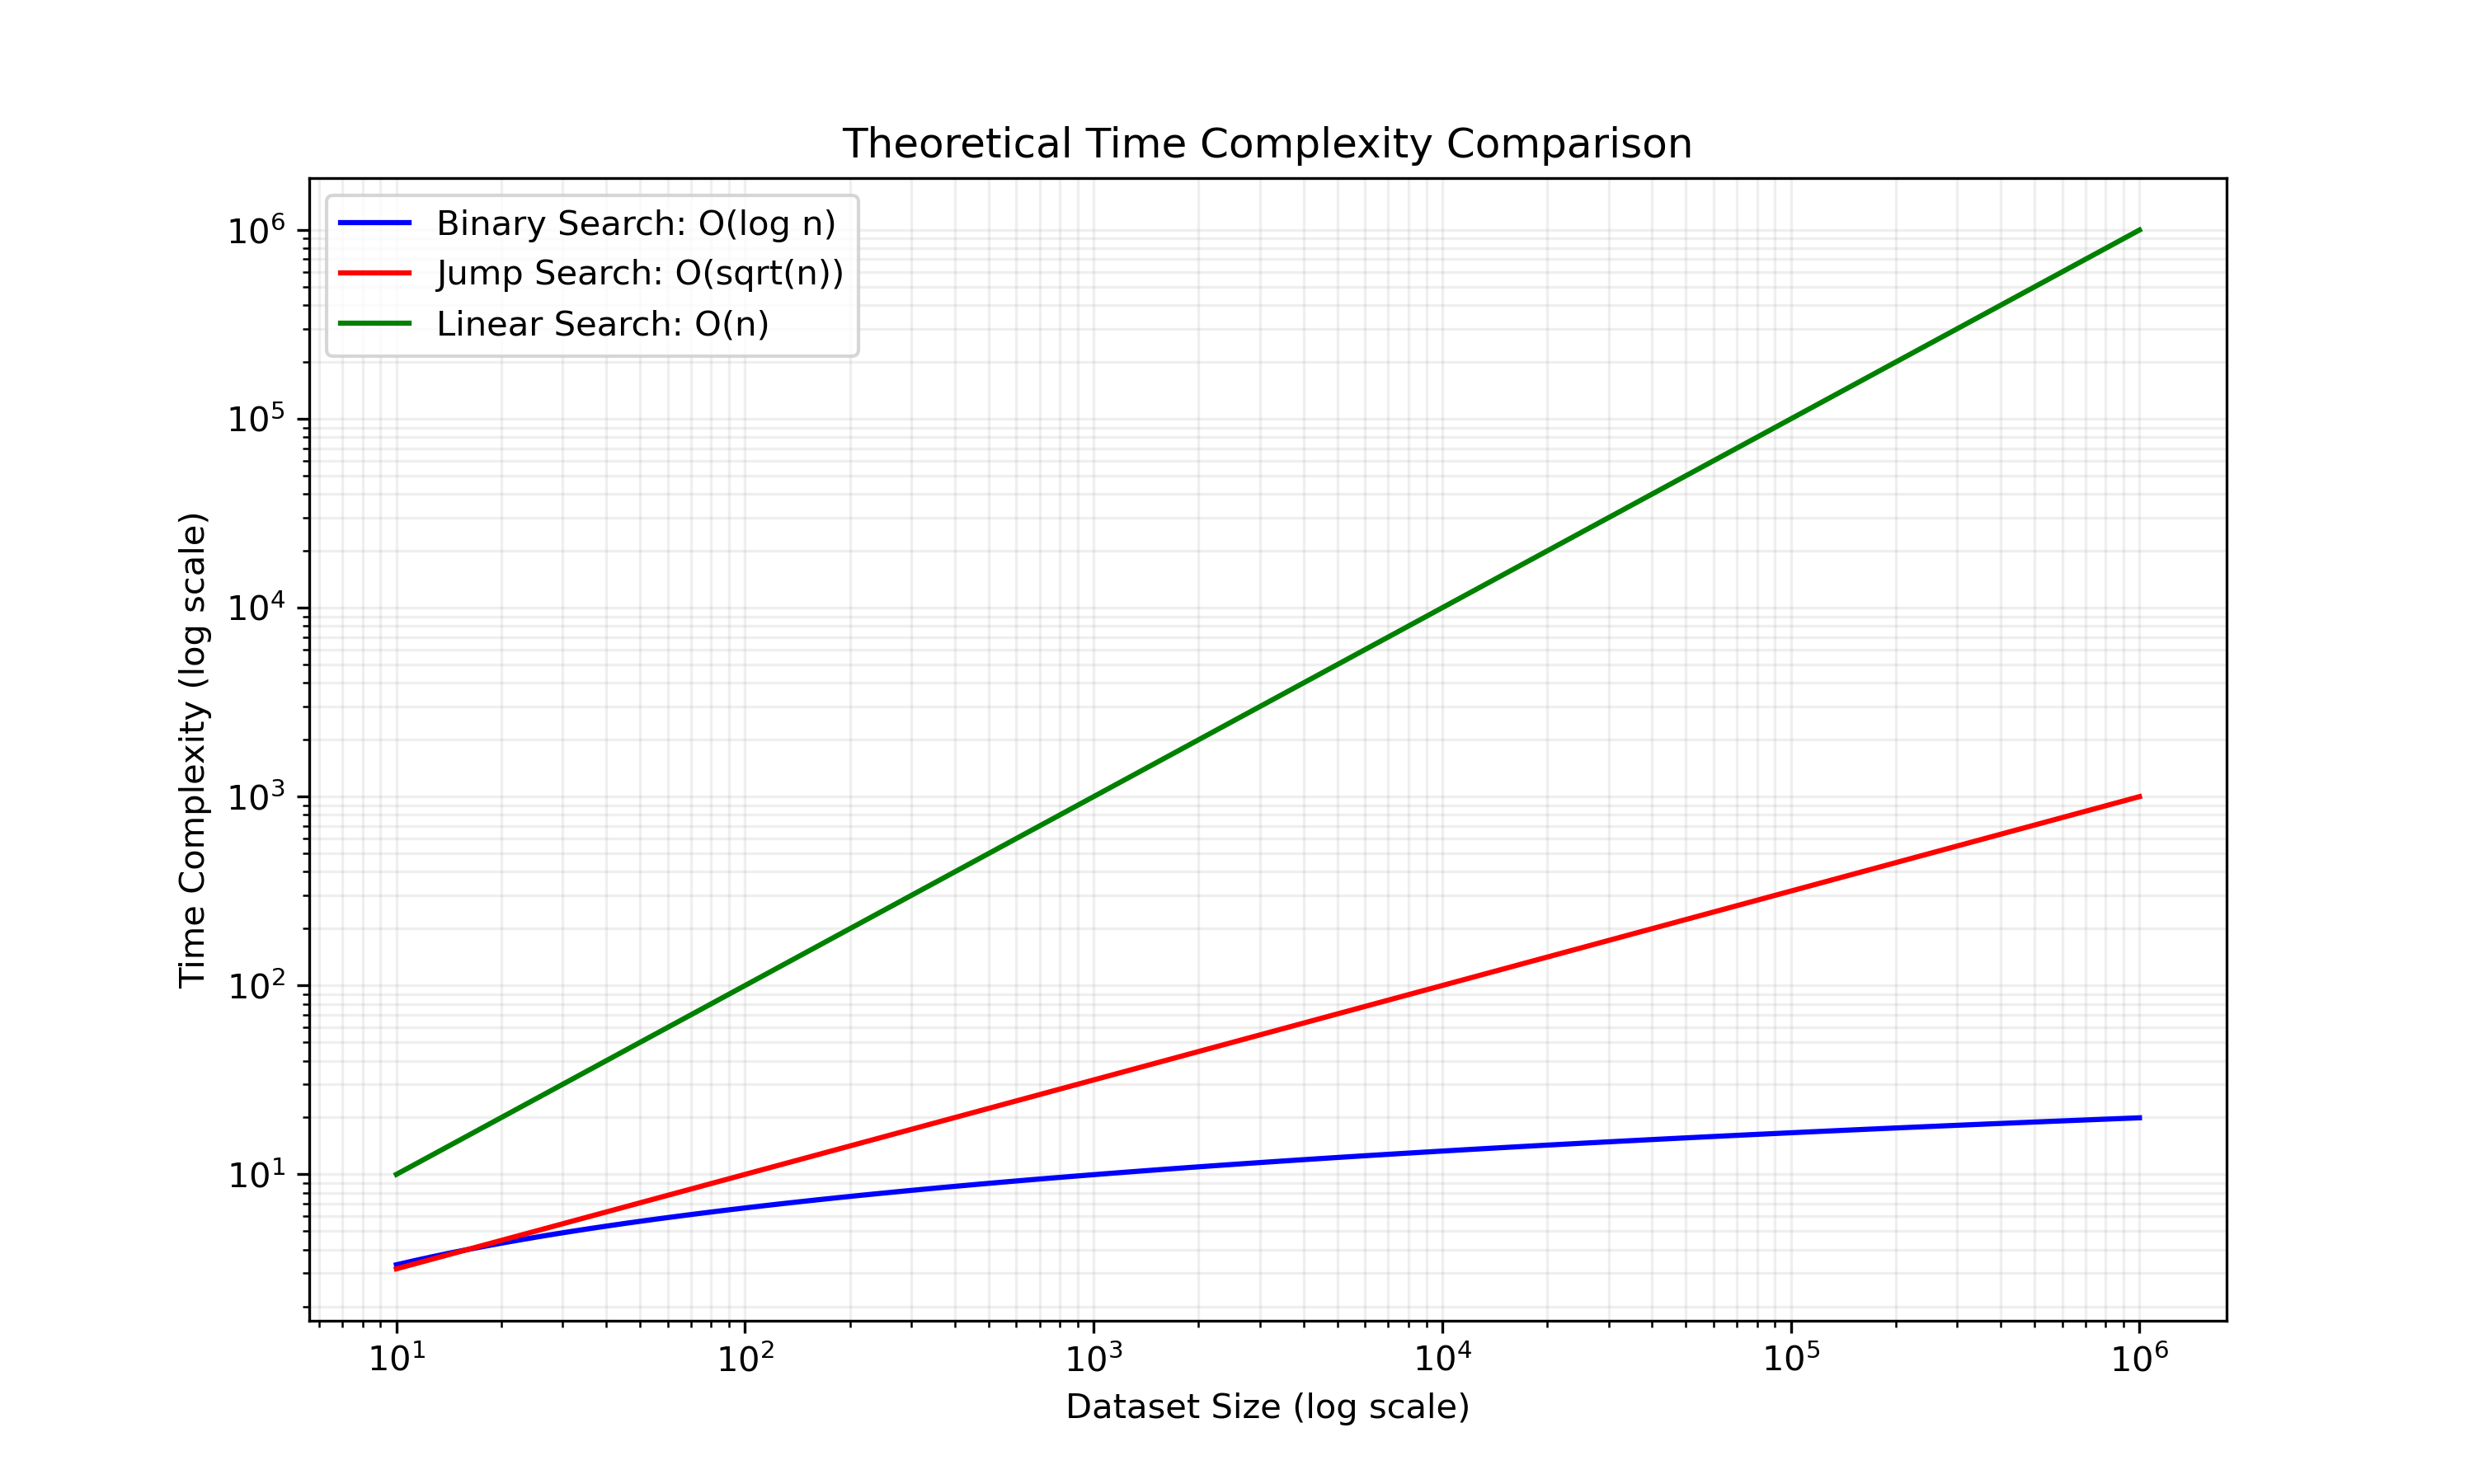 Theoretical Time Complexity Comparison
Binary Search: O(log n)
Jump Search: O(sqrt(n))
Linear Search: O(n)
Time Complexity (log scale)
10⁶
10⁵
10⁴
10³
10²
10¹
10¹ 10² 10³ 10⁴ 10⁵ 10⁶
Dataset Size (log scale)